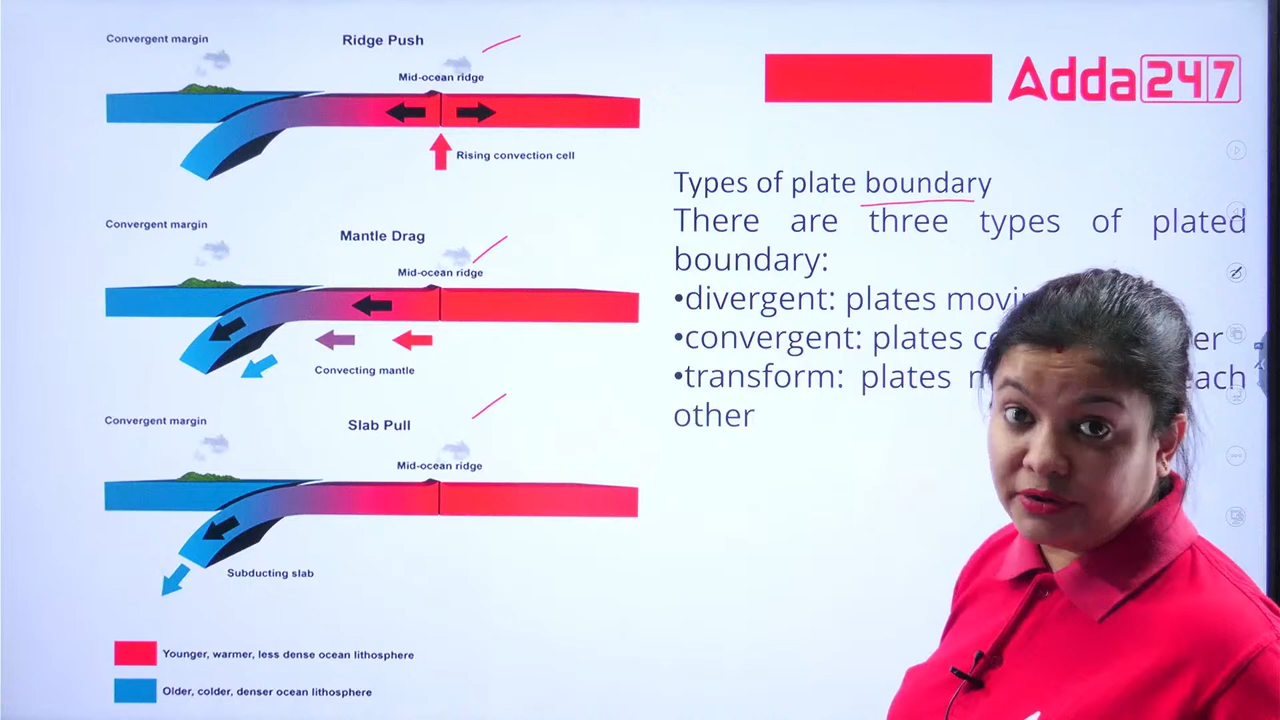 Convergent margin
Ridge Push
Mid-ocean ridge
Rising convection cell
Convergent margin
Mantle Drag
Mid-ocean ridge
Convecting mantle
Convergent margin
Slab Pull
Mid-ocean ridge
Subducting slab
Younger, warmer, less dense ocean lithosphere
Older, colder, denser ocean lithosphere
Adda247
Types of plate boundary
There are three types of plated
boundary:
•divergent: plates
•convergent: plates
•transform: plates each
other